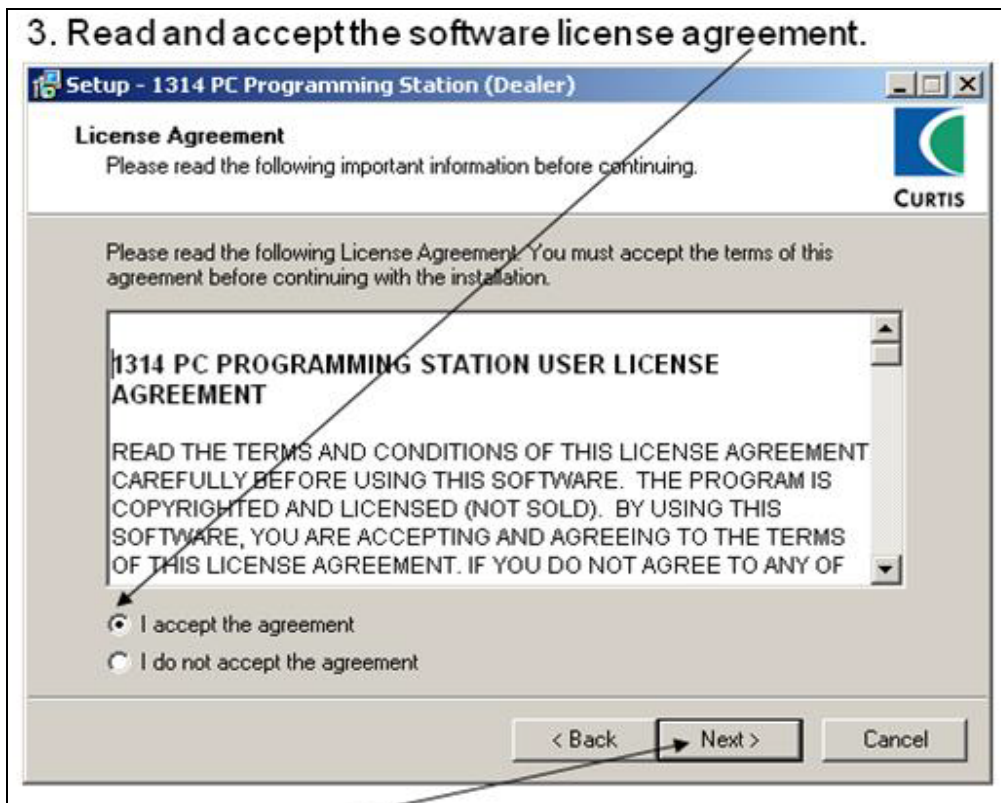 3. Read and accept the software license agreement.
Setup - 1314 PC Programming Station (Dealer)
License Agreement
Please read the following important information before continuing.
CURTIS
Please read the following License Agreement. You must accept the terms of this
agreement before continuing with the installation.
1314 PC PROGRAMMING STATION USER LICENSE
AGREEMENT
READ THE TERMS AND CONDITIONS OF THIS LICENSE AGREEMENT
CAREFULLY BEFORE USING THIS SOFTWARE. THE PROGRAM IS
COPYRIGHTED AND LICENSED (NOT SOLD). BY USING THIS
SOFTWARE, YOU ARE ACCEPTING AND AGREEING TO THE TERMS
OF THIS LICENSE AGREEMENT. IF YOU DO NOT AGREE TO ANY OF
I accept the agreement
I do not accept the agreement
< Back Next > Cancel